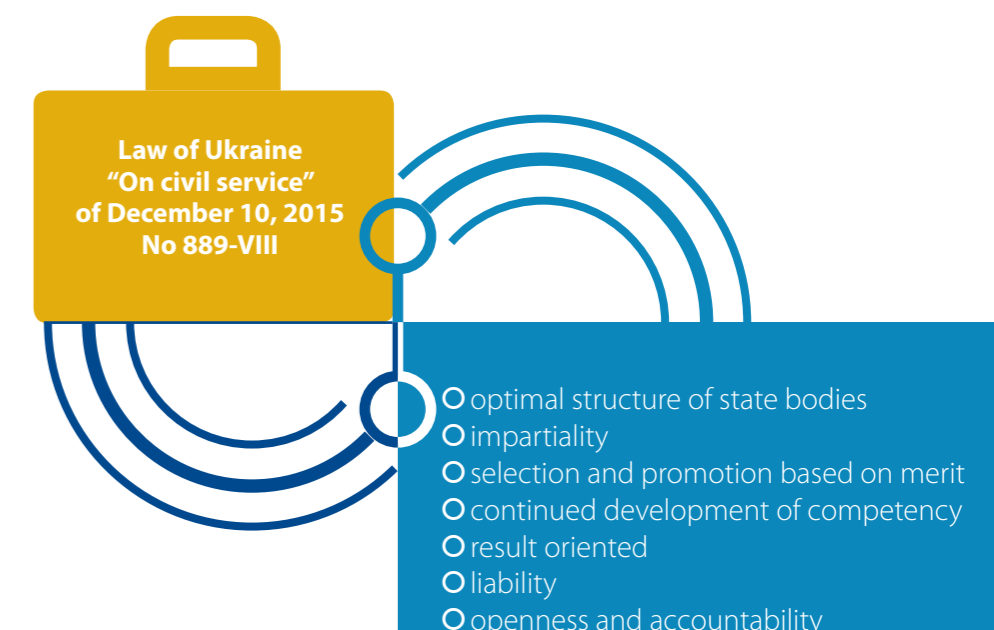 Law of Ukraine
“On civil service”
of December 10, 2015
No 889-VIII
optimal structure of state bodies
impartiality
selection and promotion based on merit
continued development of competency
result oriented
liability
openness and accountability